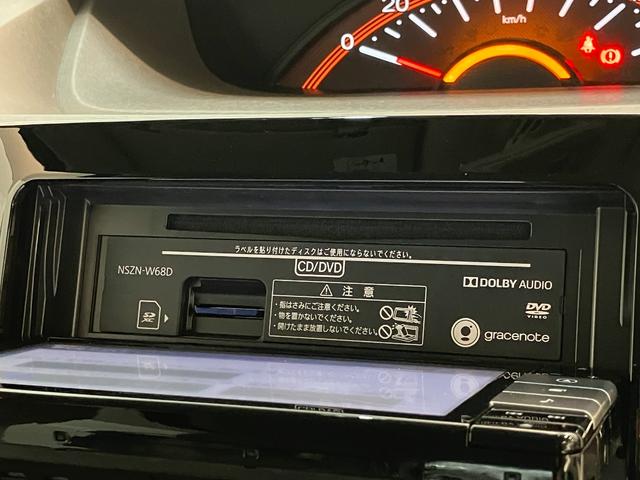 20
0
km/h
ラベルを貼り付けたディスクはご使用にならないでください。
CD/DVD
NSZN-W68D
注 意
・指はさみにご注意ください。
・物を置かないでください。
・開けたまま放置しないでください。
SD
XC
DOLBY AUDIO
DVD
VIDEO
gracenote